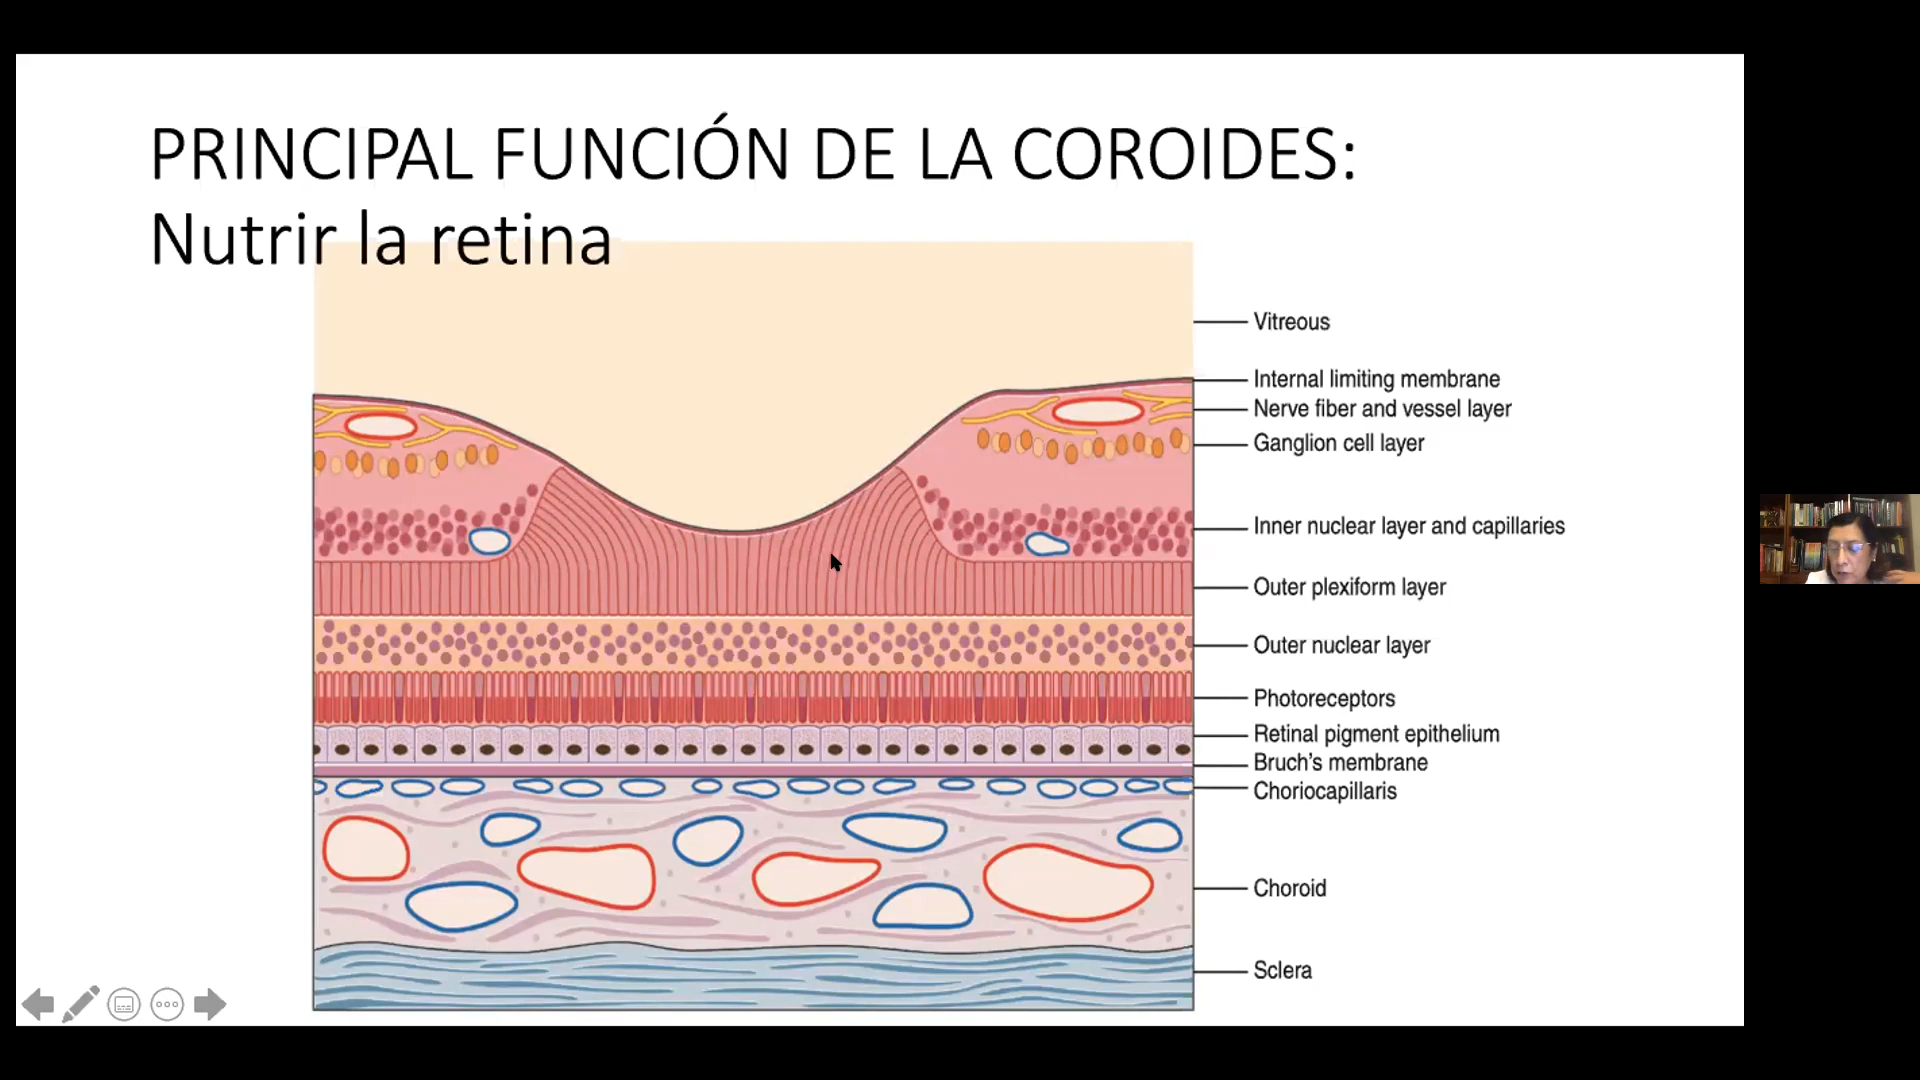 PRINCIPAL FUNCIÓN DE LA COROIDES:
Nutrir la retina
Vitreous
Internal limiting membrane
Nerve fiber and vessel layer
Ganglion cell layer
Inner nuclear layer and capillaries
Outer plexiform layer
Outer nuclear layer
Photoreceptors
Retinal pigment epithelium
Bruch's membrane
Choriocapillaris
Choroid
Sclera